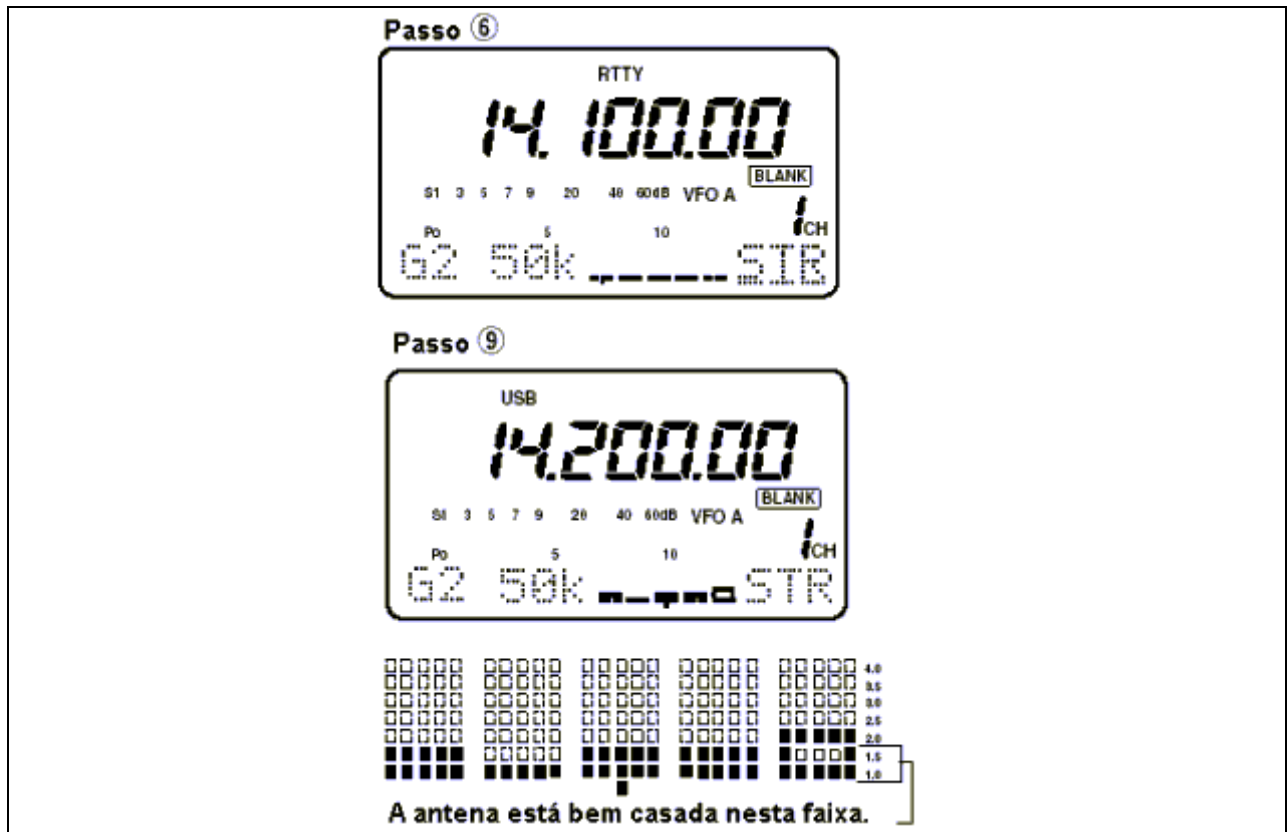 Passo ⑥
RTTY
14.100.00
BLANK
S1 3 5 7 9 20 40 60dB VFO A
1CH
Po 5 10
G2 50k STR
Passo ⑨
USB
14.200.00
BLANK
S1 3 5 7 9 20 40 60dB VFO A
1CH
Po 5 10
G2 50k STR
4.0
3.5
3.0
2.5
2.0
1.5
1.0
A antena está bem casada nesta faixa.